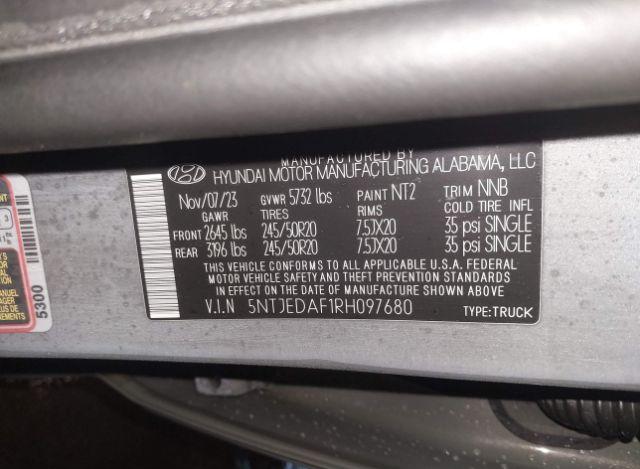 MANUFACTURED BY
HYUNDAI MOTOR MANUFACTURING ALABAMA, LLC
Nov/07/23 GVWR 5732 lbs PAINT NT2 TRIM NNB
GAWR TIRES RIMS COLD TIRE INFL
FRONT 2645 lbs 245/50R20 7.5JX20 35 psi SINGLE
REAR 3196 lbs 245/50R20 7.5JX20 35 psi SINGLE
THIS VEHICLE CONFORMS TO ALL APPLICABLE U.S.A. FEDERAL
MOTOR VEHICLE SAFETY AND THEFT PREVENTION STANDARDS
IN EFFECT ON THE DATE OF MANUFACTURE SHOWN ABOVE
V.I.N 5NTJEDAF1RH097680 TYPE:TRUCK
5300